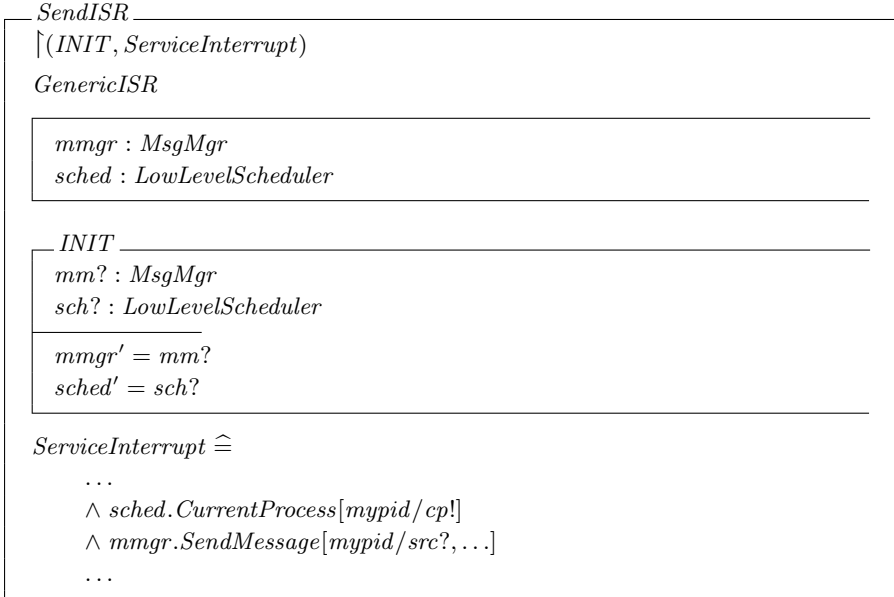 SendISR
↾(INIT, ServiceInterrupt)
GenericISR
mmgr : MsgMgr
sched : LowLevelScheduler
INIT
mm? : MsgMgr
sch? : LowLevelScheduler
mmgr′ = mm?
sched′ = sch?
ServiceInterrupt ≙
. . .
∧ sched.CurrentProcess[mypid/cp!]
∧ mmgr.SendMessage[mypid/src?, . . .]
. . .